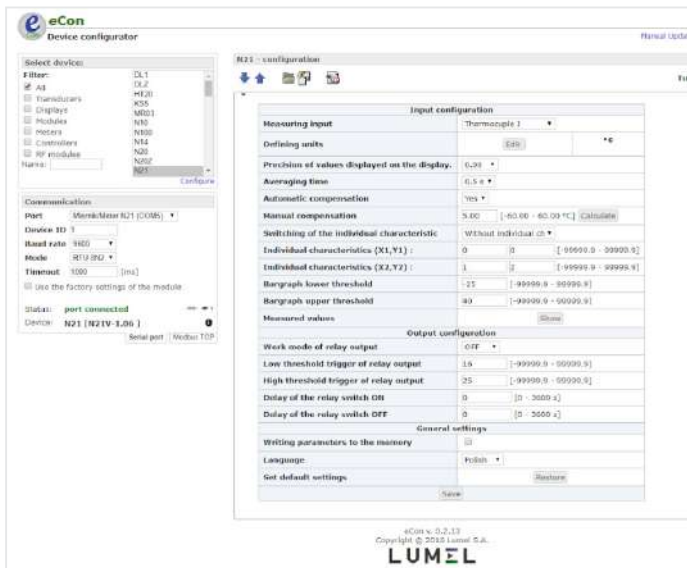 eCon
Device configurator
Manual
Select device:
Filter:
All
Transducers
Displays
Modules
Meters
Controllers
RF modules
Name:
DL1
DL2
HT20
KS5
MR03
N10
N100
N14
N20
N20Z
N21
Configure
Communication
Port
Device ID 1
Baud rate 9600
Mode RTU 8N2
Timeout 1000 [ms]
Use the factory settings of the module
Status: port connected
Device: N21 [N21V-1.06 ]
Serial port Modbus TCP
N21 - configuration
Input configuration
Measuring input Thermocuple J
Defining units Edit °C
Precision of values displayed on the display. 0.00
Averaging time 0.5 s
Automatic compensation Yes
Manual compensation 5.00 [-60.00 - 60.00 °C] Calculate
Switching of the individual characteristic Without individual ch
Individual characteristics (X1,Y1) : 0 0 [-99999.9 - 99999.9]
Individual characteristics (X2,Y2) : 1 2 [-99999.9 - 99999.9]
Bargraph lower threshold -25 [-99999.9 - 99999.9]
Bargraph upper threshold 90 [-99999.9 - 99999.9]
Measured values Show
Output configuration
Work mode of relay output OFF
Low threshold trigger of relay output 16 [-99999.9 - 99999.9]
High threshold trigger of relay output 25 [-99999.9 - 99999.9]
Delay of the relay switch ON 0 [0 - 3600 s]
Delay of the relay switch OFF 0 [0 - 3600 s]
General settings
Writing parameters to the memory
Language Polish
Set default settings Restore
Save
eCon v. 0.2.13
Copyright © 2018 Lumel S.A.
LUMEL